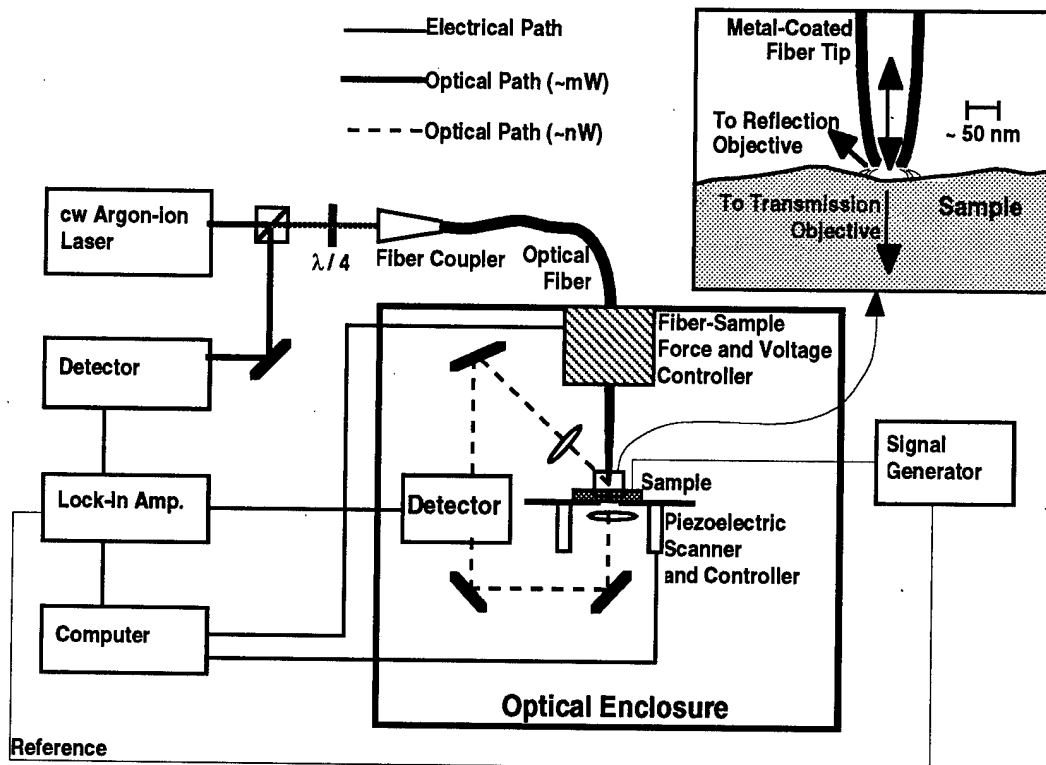 Electrical Path
Optical Path (~mW)
Optical Path (~nW)
Metal-Coated
Fiber Tip
To Reflection
Objective
~ 50 nm
To Transmission
Objective
Sample
cw Argon-ion
Laser
λ / 4
Fiber Coupler
Optical
Fiber
Detector
Fiber-Sample
Force and Voltage
Controller
Signal
Generator
Lock-In Amp.
Detector
Sample
Piezoelectric
Scanner
and Controller
Computer
Optical Enclosure
Reference